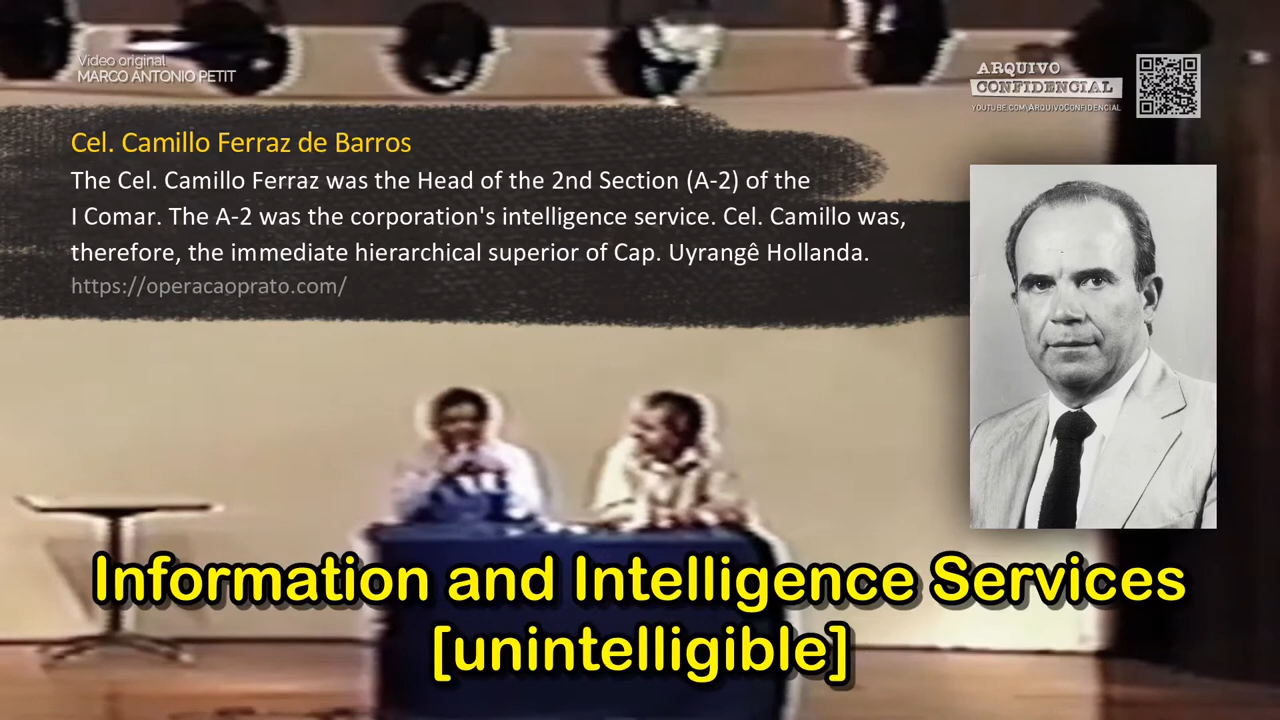 Video original
MARCO ANTONIO PETIT
ARQUIVO
CONFIDENCIAL
YOUTUBE.COM/ARQUIVOCONFIDENCIAL
Cel. Camillo Ferraz de Barros
The Cel. Camillo Ferraz was the Head of the 2nd Section (A-2) of the
I Comar. The A-2 was the corporation's intelligence service. Cel. Camillo was,
therefore, the immediate hierarchical superior of Cap. Uyrangê Hollanda.
https://operacaoprato.com/
Information and Intelligence Services
[unintelligible]